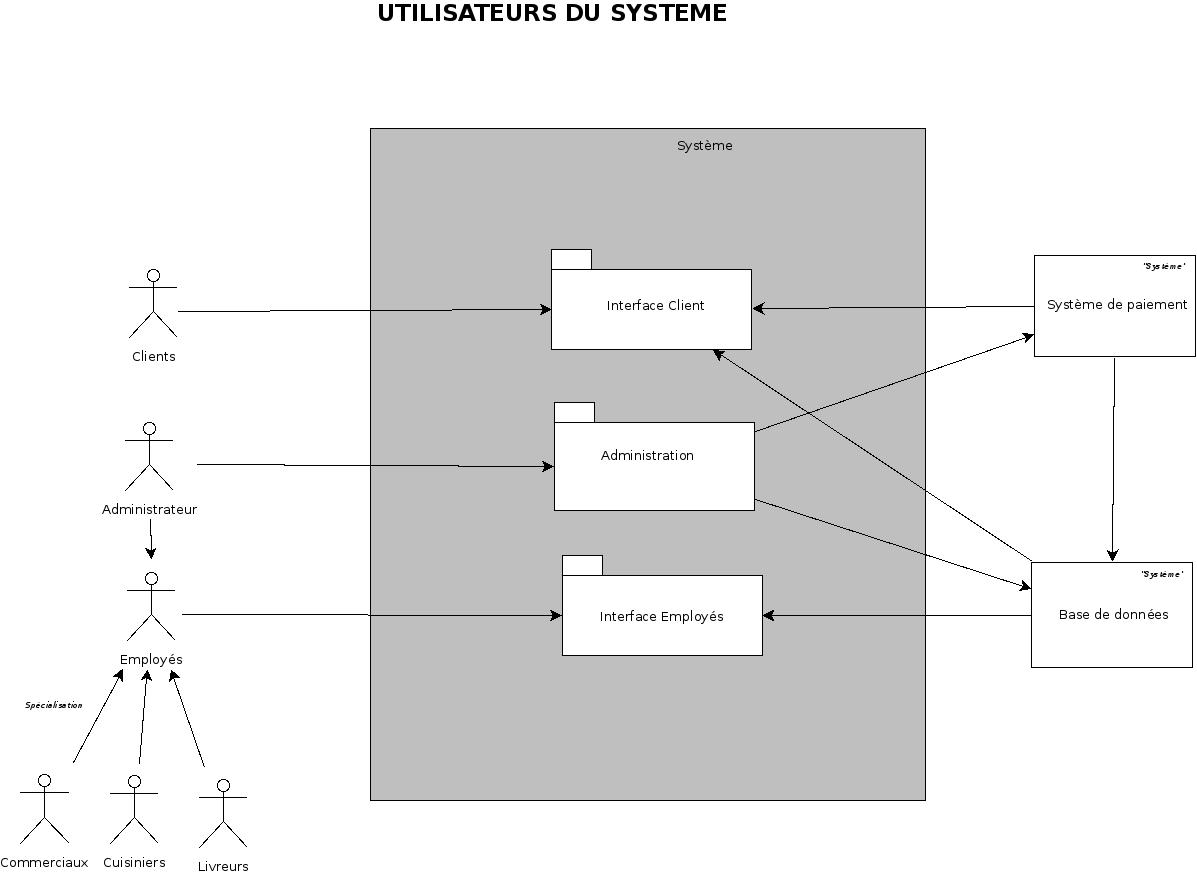 UTILISATEURS DU SYSTEME
Système
"Système"
Interface Client
Système de paiement
Clients
Administration
Administrateur
"Système"
Interface Employés
Base de données
Employés
Spécialisation
Commerciaux
Cuisiniers
Livreurs